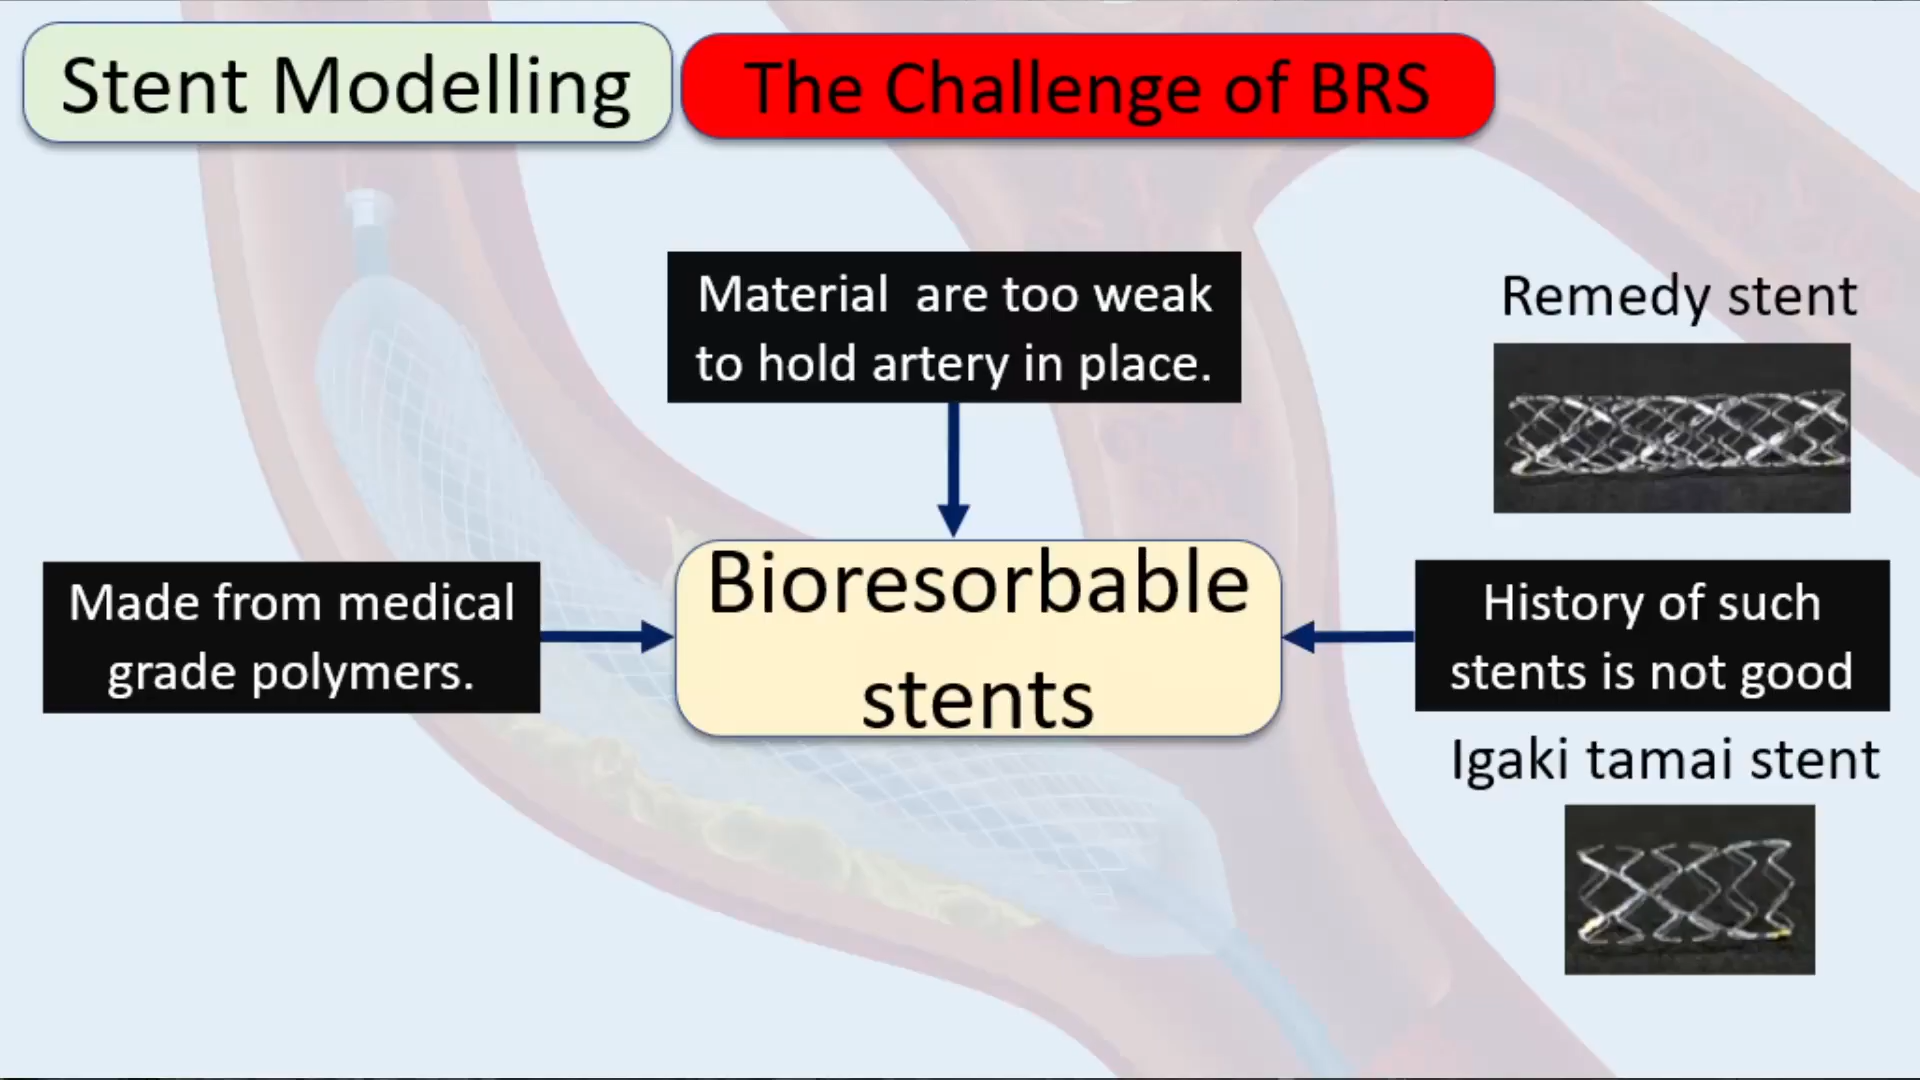 Stent Modelling
The Challenge of BRS
Material  are too weak
to hold artery in place.
Remedy stent
Made from medical
grade polymers.
Bioresorbable
stents
History of such
stents is not good
Igaki tamai stent